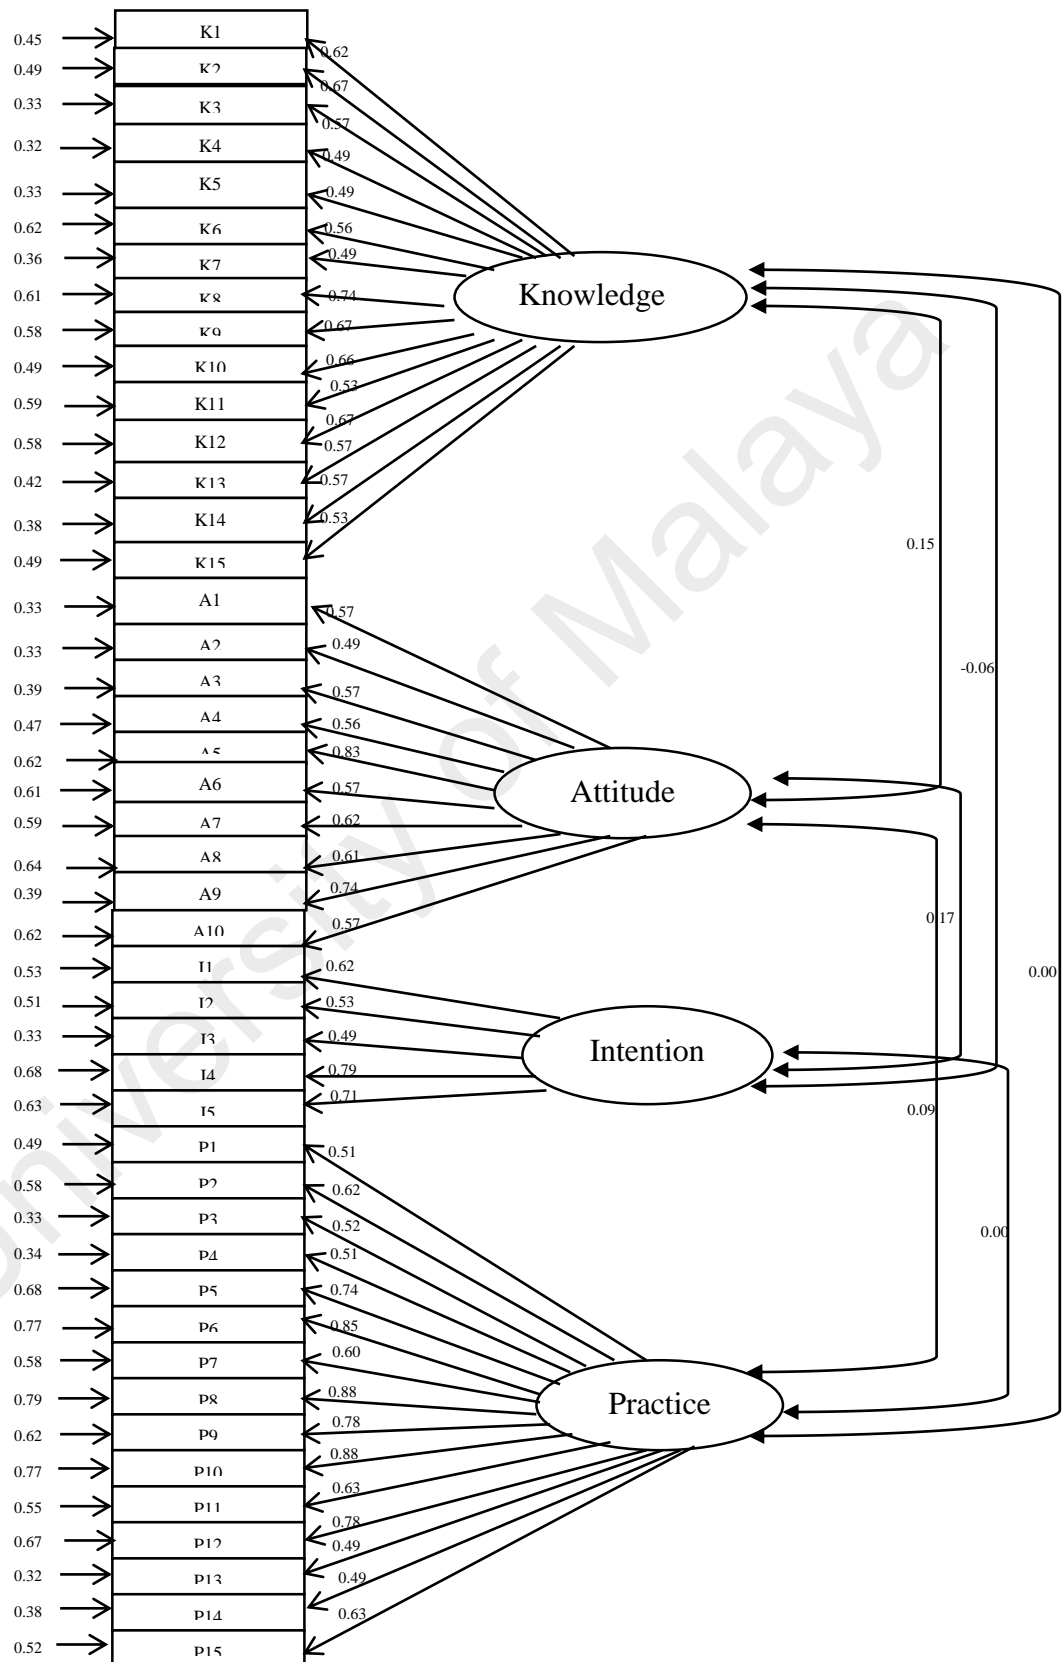 0.45 K1 0.62
0.49 K2 0.67
0.33 K3 0.57
0.32 K4 0.49
0.33 K5 0.49
0.62 K6 0.56
0.36 K7 0.49
0.61 K8 0.74
Knowledge
0.58 K9 0.67
0.49 K10 0.66
0.59 K11 0.53
0.58 K12 0.67
0.57
0.42 K13 0.57
0.38 K14 0.53
0.15
0.49 K15
0.33 A1 0.57
0.33 A2 0.49
-0.06
0.39 A3 0.57
0.47 A4 0.56
0.62 A5 0.83
0.61 A6 0.57
Attitude
0.59 A7 0.62
0.64 A8 0.61
0.39 A9 0.74
0.17
0.62 A10 0.57
0.53 I1 0.62
0.00
0.51 I2 0.53
0.33 I3 0.49
Intention
0.68 I4 0.79
0.63 I5 0.71
0.09
0.49 P1 0.51
0.58 P2 0.62
0.33 P3 0.52
0.00
0.34 P4 0.51
0.68 P5 0.74
0.77 P6 0.85
0.58 P7 0.60
0.79 P8 0.88
Practice
0.62 P9 0.78
0.77 P10 0.88
0.55 P11 0.63
0.67 P12 0.78
0.49
0.32 P13 0.49
0.38 P14 0.63
0.52 P15
University of Malaya